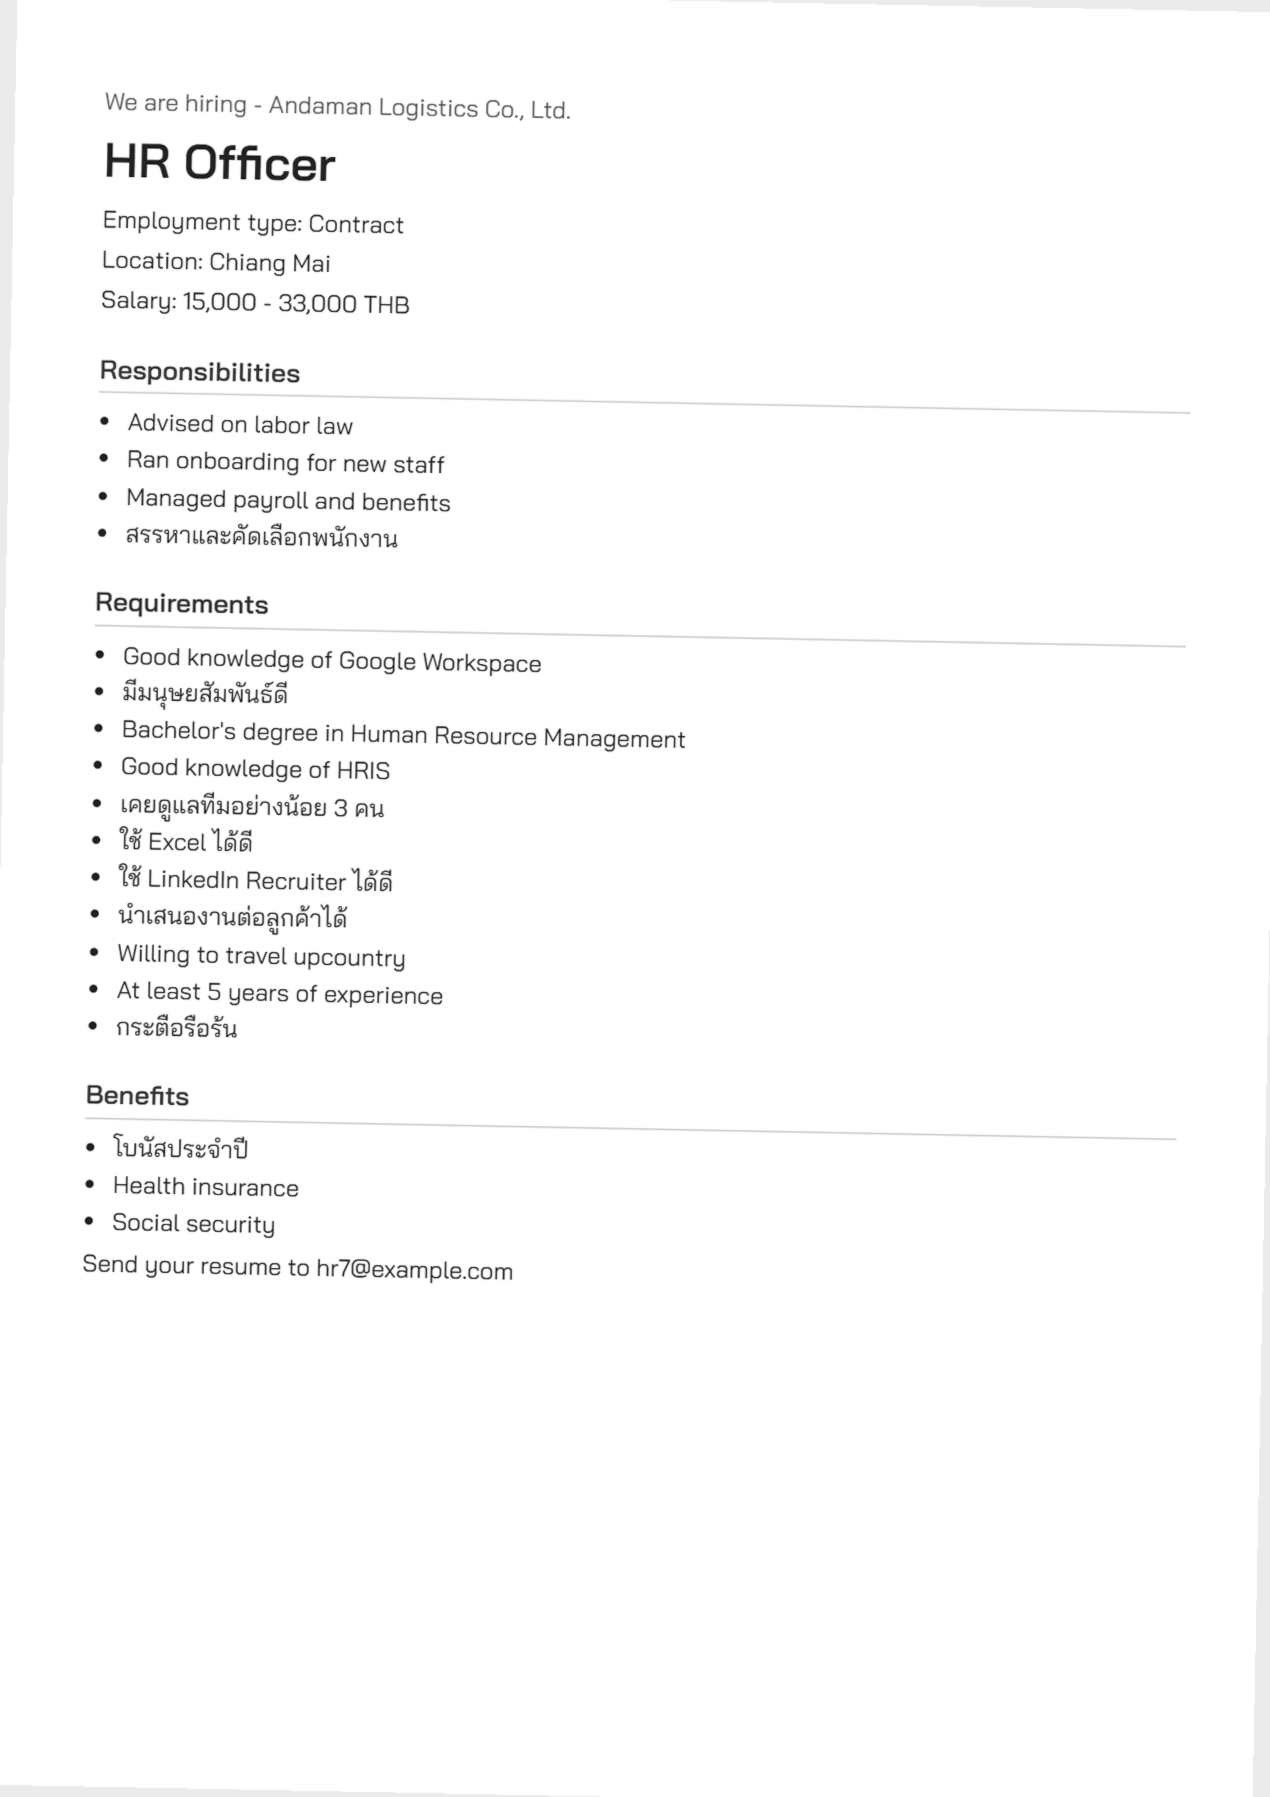 We are hiring - Andaman Logistics Co., Ltd.
HR Officer
Employment type: Contract
Location: Chiang Mai
Salary: 15,000 - 33,000 THB
Responsibilities
• Advised on labor law
• Ran onboarding for new staff
• Managed payroll and benefits
• สรรหาและคัดเลือกพนักงาน
Requirements
• Good knowledge of Google Workspace
• มีมนุษยสัมพันธ์ดี
• Bachelor's degree in Human Resource Management
• Good knowledge of HRIS
• เคยดูแลทีมอย่างน้อย 3 คน
• ใช้ Excel ได้ดี
• ใช้ LinkedIn Recruiter ได้ดี
• นำเสนองานต่อลูกค้าได้
• Willing to travel upcountry
• At least 5 years of experience
• กระตือรือร้น
Benefits
• โบนัสประจำปี
• Health insurance
• Social security
Send your resume to hr7@example.com